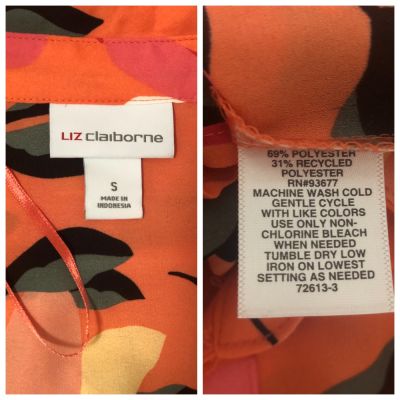 LIZ claiborne
S
MADE IN
INDONESIA
69% POLYESTER
31% RECYCLED
POLYESTER
RN#93677
MACHINE WASH COLD
GENTLE CYCLE
WITH LIKE COLORS
USE ONLY NON-
CHLORINE BLEACH
WHEN NEEDED
TUMBLE DRY LOW
IRON ON LOWEST
SETTING AS NEEDED
72613-3